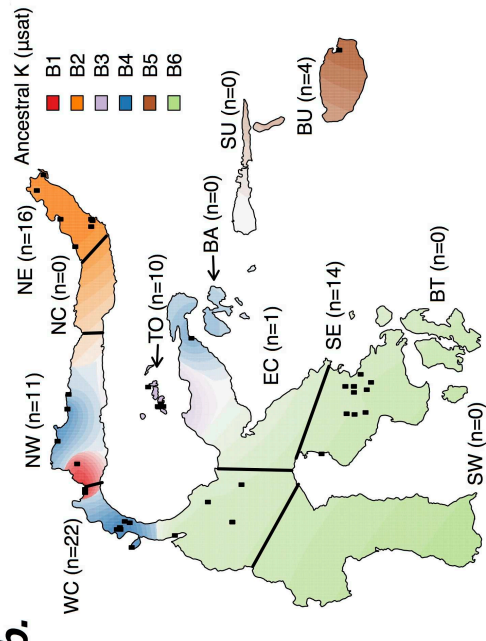 b.
Ancestral K (µsat)
B1
B2
B3
B4
B5
B6
NE (n=16)
NC (n=0)
NW (n=11)
WC (n=22)
TO (n=10)
BA (n=0)
SU (n=0)
BU (n=4)
EC (n=1)
SE (n=14)
BT (n=0)
SW (n=0)